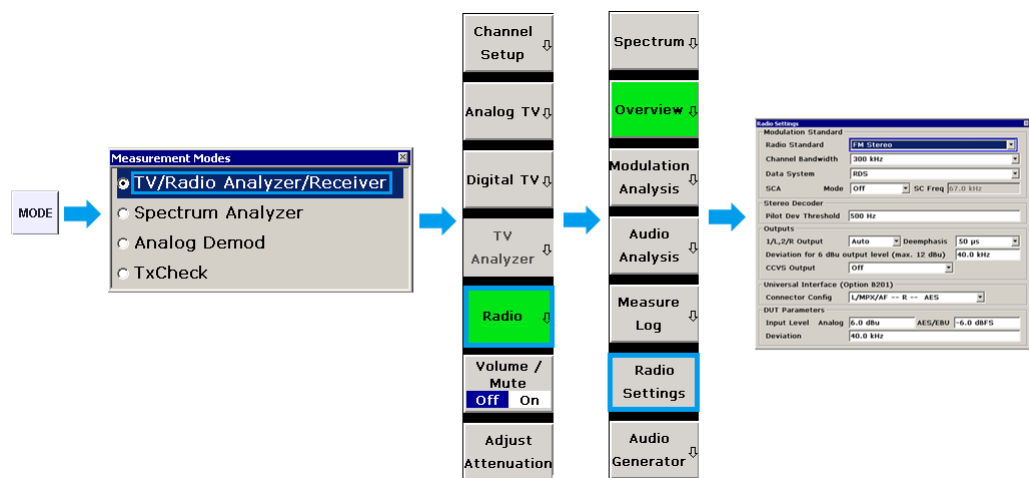 MODE
Measurement Modes
TV/Radio Analyzer/Receiver
Spectrum Analyzer
Analog Demod
TxCheck
Channel
Setup
Analog TV
Digital TV
TV
Analyzer
Radio
Volume /
Mute
Off On
Adjust
Attenuation
Spectrum
Overview
Modulation
Analysis
Audio
Analysis
Measure
Log
Radio
Settings
Audio
Generator
Radio Settings
Modulation Standard
Radio Standard FM Stereo
Channel Bandwidth 300 kHz
Data System RDS
SCA Mode Off SC Freq 67.0 kHz
Stereo Decoder
Pilot Dev Threshold 500 Hz
Outputs
1/L,2/R Output Auto Deemphasis 50 µs
Deviation for 6 dBu output level (max. 12 dBu) 40.0 kHz
CCVS Output Off
Universal Interface (Option B201)
Connector Config L/MPX/AF -- R -- AES
DUT Parameters
Input Level Analog 6.0 dBu AES/EBU -6.0 dBFS
Deviation 40.0 kHz